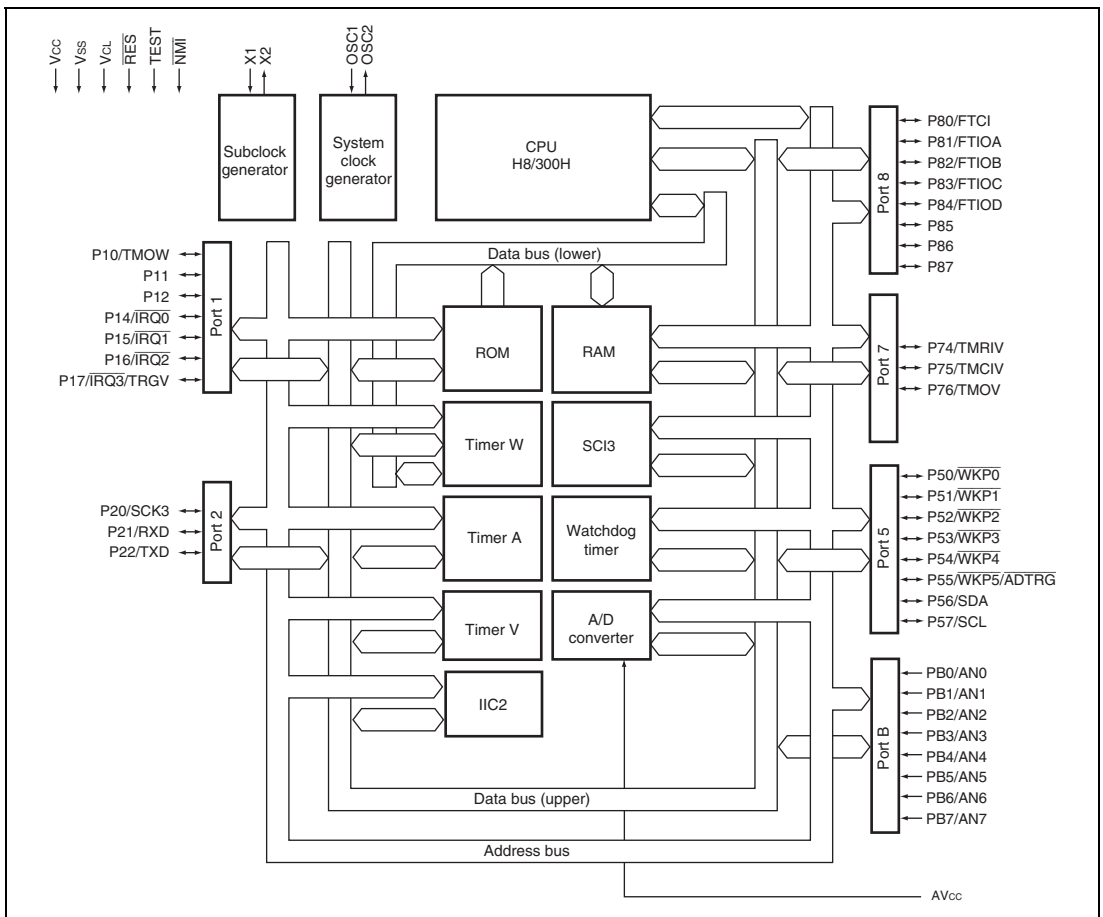 Vcc
Vss
VCL
RES
TEST
NMI
X1
X2
OSC1
OSC2
Subclock
generator
System
clock
generator
CPU
H8/300H
Data bus (lower)
P10/TMOW
P11
P12
P14/IRQ0
P15/IRQ1
P16/IRQ2
P17/IRQ3/TRGV
Port 1
P20/SCK3
P21/RXD
P22/TXD
Port 2
ROM
RAM
Timer W
SCI3
Timer A
Watchdog
timer
Timer V
A/D
converter
IIC2
Data bus (upper)
Address bus
Port 8
P80/FTCI
P81/FTIOA
P82/FTIOB
P83/FTIOC
P84/FTIOD
P85
P86
P87
Port 7
P74/TMRIV
P75/TMCIV
P76/TMOV
Port 5
P50/WKP0
P51/WKP1
P52/WKP2
P53/WKP3
P54/WKP4
P55/WKP5/ADTRG
P56/SDA
P57/SCL
Port B
PB0/AN0
PB1/AN1
PB2/AN2
PB3/AN3
PB4/AN4
PB5/AN5
PB6/AN6
PB7/AN7
AVcc